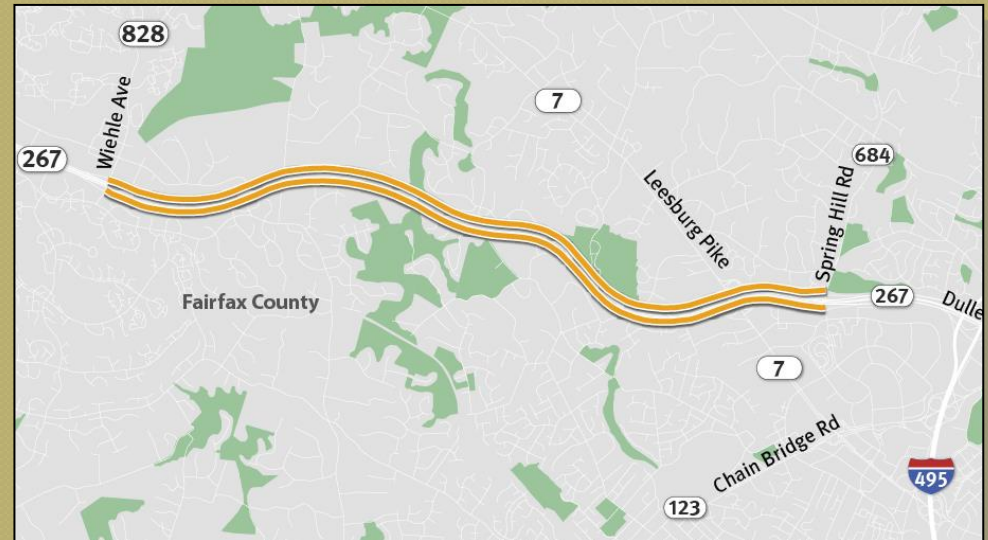 828
Wiehle Ave
267
7
684
Leesburg Pike
Spring Hill Rd
Fairfax County
267
Dulle
7
Chain Bridge Rd
495
123